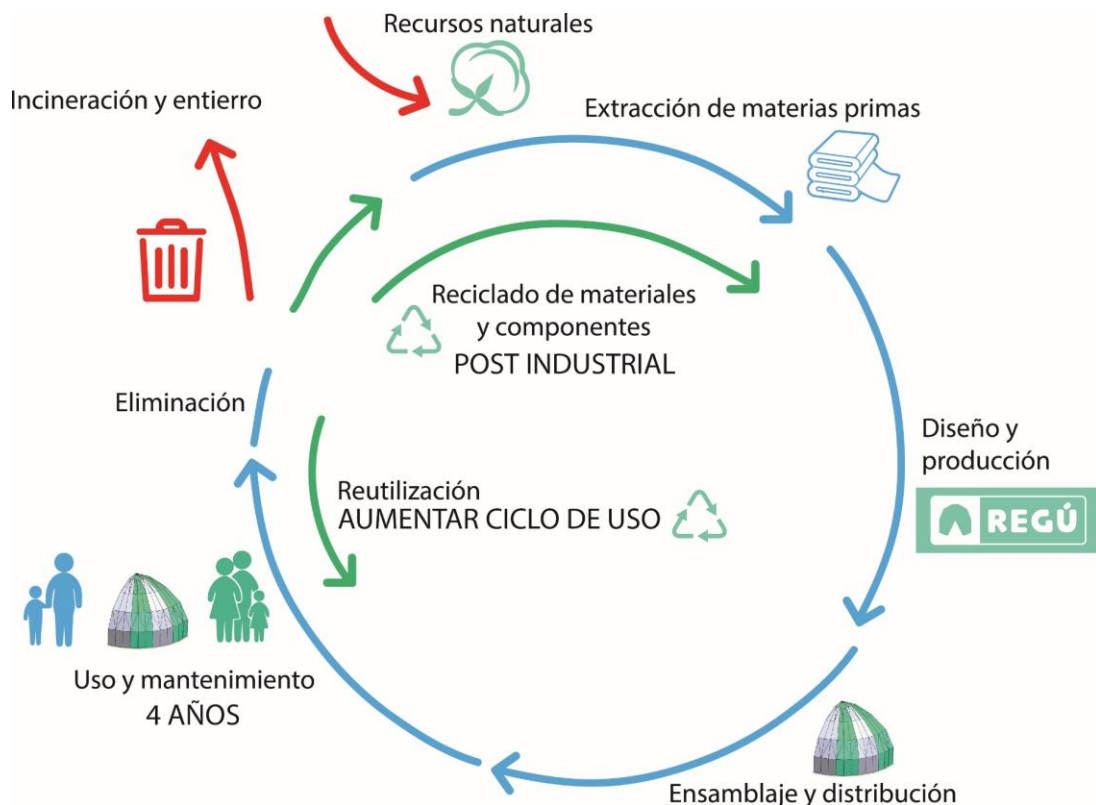 Recursos naturales
Incineración y entierro
Extracción de materias primas
Reciclado de materiales
y componentes
POST INDUSTRIAL
Eliminación
Diseño y
producción
REGÚ
Reutilización
AUMENTAR CICLO DE USO
Uso y mantenimiento
4 AÑOS
Ensamblaje y distribución